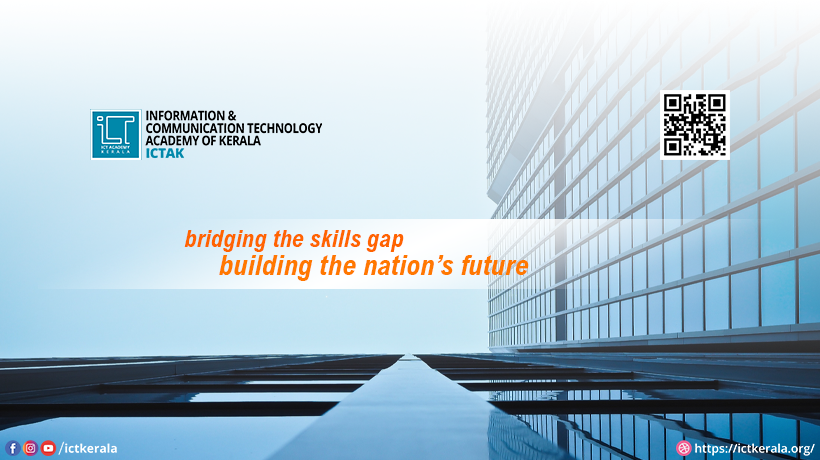 iCT
ICT ACADEMY
KERALA
INFORMATION &
COMMUNICATION TECHNOLOGY
ACADEMY OF KERALA
ICTAK
bridging the skills gap
building the nation’s future
/ictkerala
https://ictkerala.org/